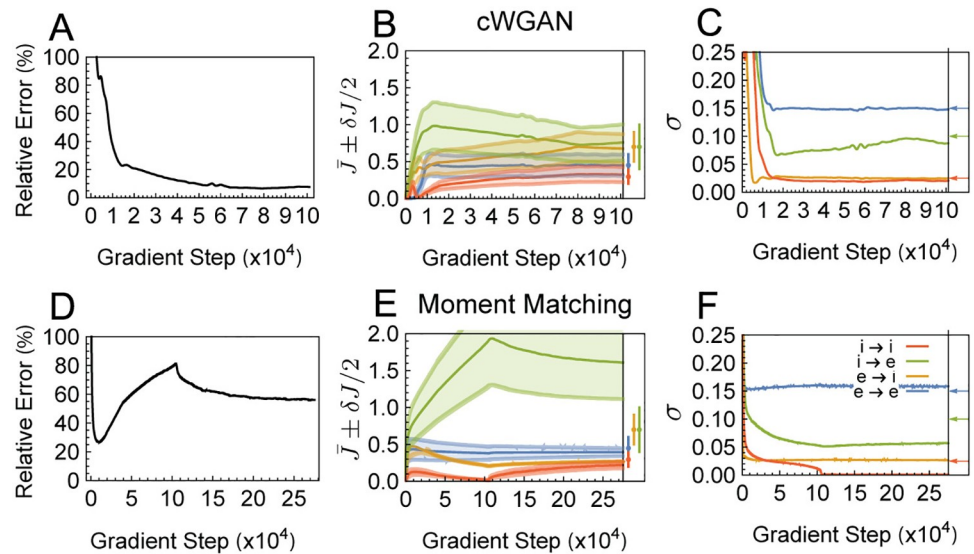 A
B
cWGAN
C
Relative Error (%)
100
80
60
40
20
0
0 1 2 3 4 5 6 7 8 9 10
Gradient Step (x10⁴)
J̄ ± δJ/2
2.0
1.5
1.0
0.5
0.0
0 1 2 3 4 5 6 7 8 9 10
Gradient Step (x10⁴)
σ
0.25
0.20
0.15
0.10
0.05
0.00
0 1 2 3 4 5 6 7 8 9 10
Gradient Step (x10⁴)
D
E
Moment Matching
F
Relative Error (%)
100
80
60
40
20
0
0 5 10 15 20 25
Gradient Step (x10⁴)
J̄ ± δJ/2
2.0
1.5
1.0
0.5
0.0
0 5 10 15 20 25
Gradient Step (x10⁴)
σ
0.25
0.20
0.15
0.10
0.05
0.00
i → i
i → e
e → i
e → e
0 5 10 15 20 25
Gradient Step (x10⁴)